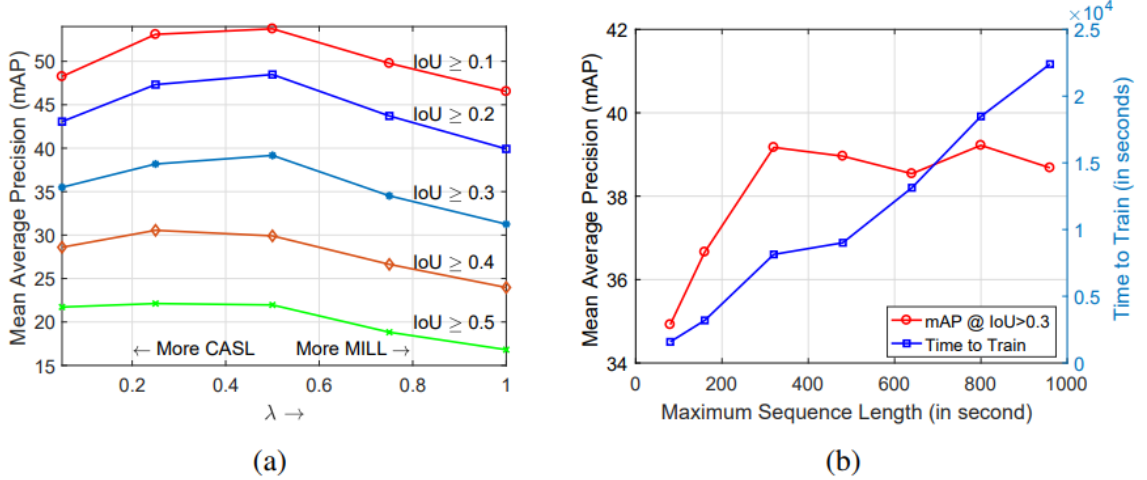 Mean Average Precision (mAP)
50
45
40
35
30
25
20
15
IoU ≥ 0.1
IoU ≥ 0.2
IoU ≥ 0.3
IoU ≥ 0.4
IoU ≥ 0.5
← More CASL More MILL →
0.2 0.4 0.6 0.8 1
λ →
(a)
Mean Average Precision (mAP)
42
40
38
36
34
×10⁴
2.5
2
1.5
1
0.5
0
Time to Train (in seconds)
mAP @ IoU>0.3
Time to Train
0 200 400 600 800 1000
Maximum Sequence Length (in second)
(b)